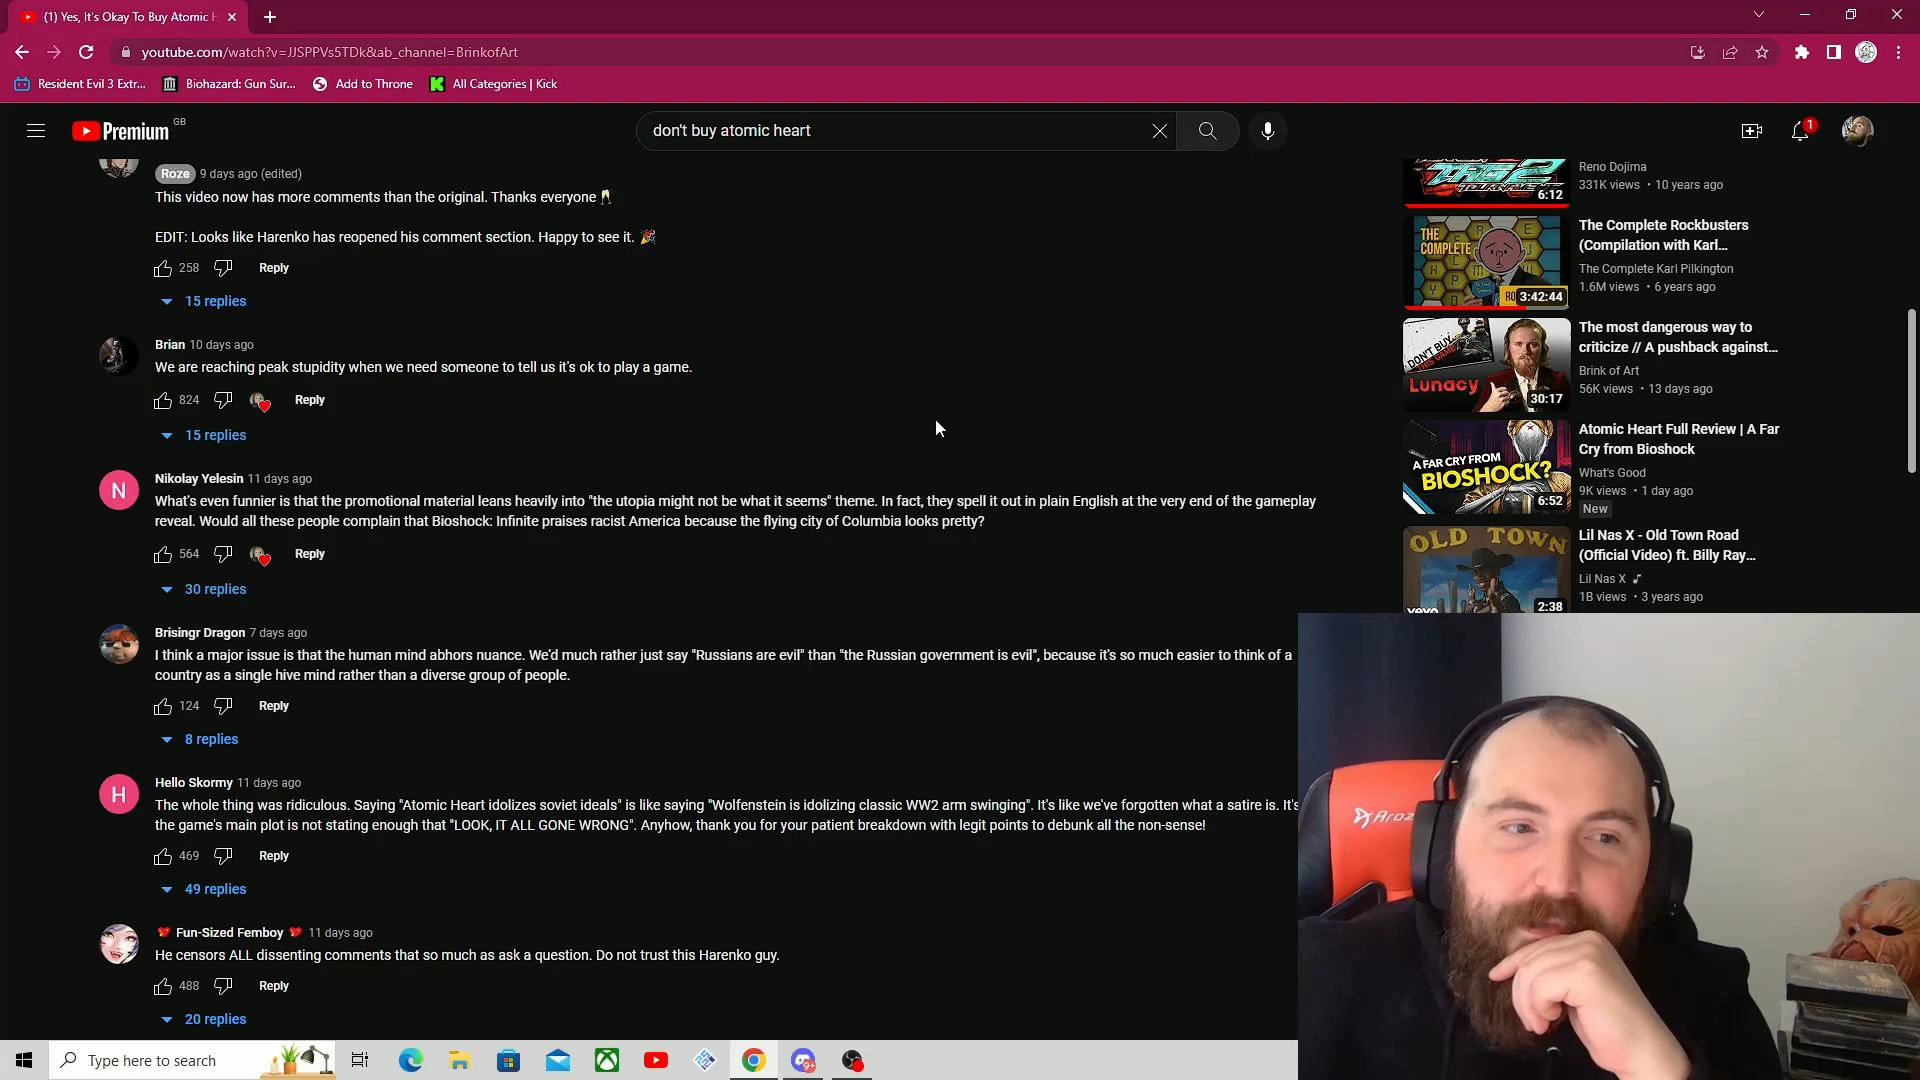 (1) Yes, It's Okay To Buy Atomic H
youtube.com/watch?v=JJSPPVs5TDk&ab_channel=BrinkofArt
Resident Evil 3 Extr...
Biohazard: Gun Sur...
Add to Throne
All Categories | Kick
Premium GB
don't buy atomic heart
1
Roze 9 days ago (edited)
This video now has more comments than the original. Thanks everyone
EDIT: Looks like Harenko has reopened his comment section. Happy to see it.
258 Reply
15 replies
Brian 10 days ago
We are reaching peak stupidity when we need someone to tell us it's ok to play a game.
824 Reply
15 replies
N
Nikolay Yelesin 11 days ago
What's even funnier is that the promotional material leans heavily into "the utopia might not be what it seems" theme. In fact, they spell it out in plain English at the very end of the gameplay
reveal. Would all these people complain that Bioshock: Infinite praises racist America because the flying city of Columbia looks pretty?
564 Reply
30 replies
Brisingr Dragon 7 days ago
I think a major issue is that the human mind abhors nuance. We'd much rather just say "Russians are evil" than "the Russian government is evil", because it's so much easier to think of a
country as a single hive mind rather than a diverse group of people.
124 Reply
8 replies
H
Hello Skormy 11 days ago
The whole thing was ridiculous. Saying "Atomic Heart idolizes soviet ideals" is like saying "Wolfenstein is idolizing classic WW2 arm swinging". It's like we've forgotten what a satire is. It's
the game's main plot is not stating enough that "LOOK, IT ALL GONE WRONG". Anyhow, thank you for your patient breakdown with legit points to debunk all the non-sense!
469 Reply
49 replies
Fun-Sized Femboy 11 days ago
He censors ALL dissenting comments that so much as ask a question. Do not trust this Harenko guy.
488 Reply
20 replies
TAG 2
TOURNAMENT
6:12
Reno Dojima
331K views • 10 years ago
THE
COMPLETE
3:42:44
The Complete Rockbusters
(Compilation with Karl...
The Complete Karl Pilkington
1.6M views • 6 years ago
DON'T BUY
THIS GAME
Lunacy
30:17
The most dangerous way to
criticize // A pushback against...
Brink of Art
56K views • 13 days ago
A FAR CRY FROM
BIOSHOCK?
6:52
Atomic Heart Full Review | A Far
Cry from Bioshock
What's Good
9K views • 1 day ago
New
OLD TOWN
vevo
2:38
Lil Nas X - Old Town Road
(Official Video) ft. Billy Ray...
Lil Nas X
1B views • 3 years ago
Aroz
Type here to search
9+